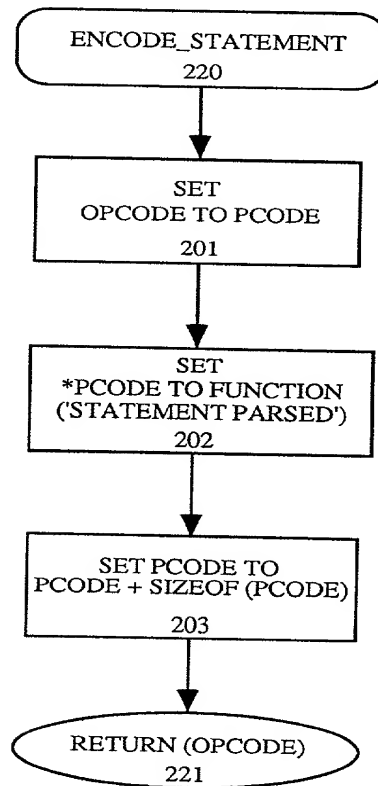 ENCODE_STATEMENT
220
SET
OPCODE TO PCODE
201
SET
*PCODE TO FUNCTION
('STATEMENT PARSED')
202
SET PCODE TO
PCODE + SIZEOF (PCODE)
203
RETURN (OPCODE)
221